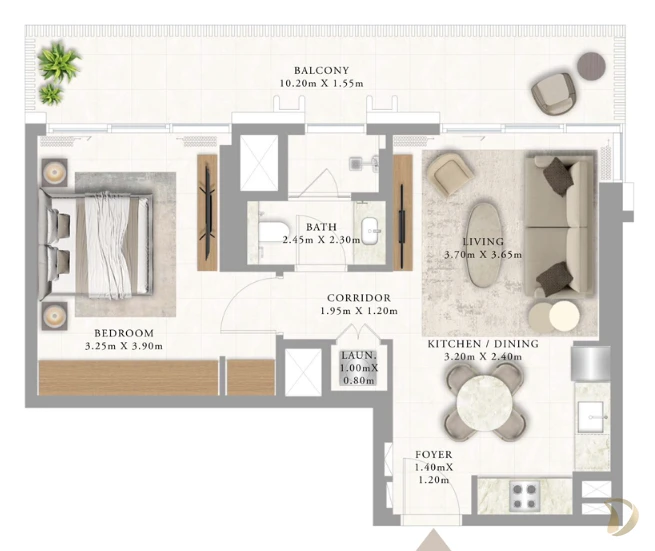 BALCONY
10.20m X 1.55m
BATH
2.45m X 2.30m
LIVING
3.70m X 3.65m
CORRIDOR
1.95m X 1.20m
BEDROOM
3.25m X 3.90m
KITCHEN / DINING
3.20m X 2.40m
LAUN.
1.00mX
0.80m
FOYER
1.40mX
1.20m